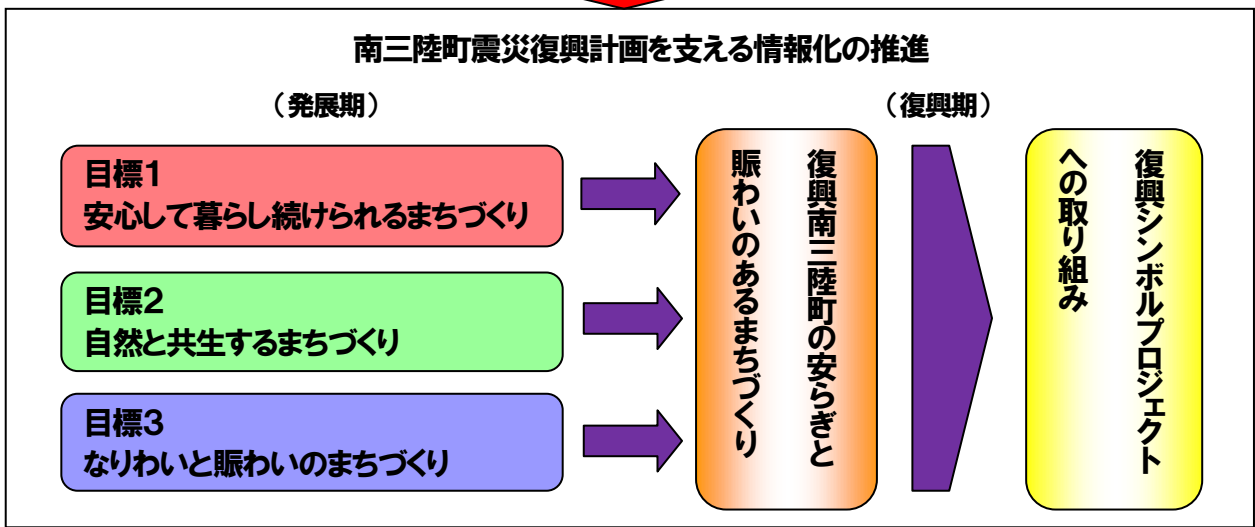 南三陸町震災復興計画を支える情報化の推進
（発展期）
（復興期）
目標１
安心して暮らし続けられるまちづくり
目標２
自然と共生するまちづくり
目標３
なりわいと賑わいのまちづくり
復興南三陸町の安らぎと
賑わいのあるまちづくり
復興シンボルプロジェクト
への取り組み